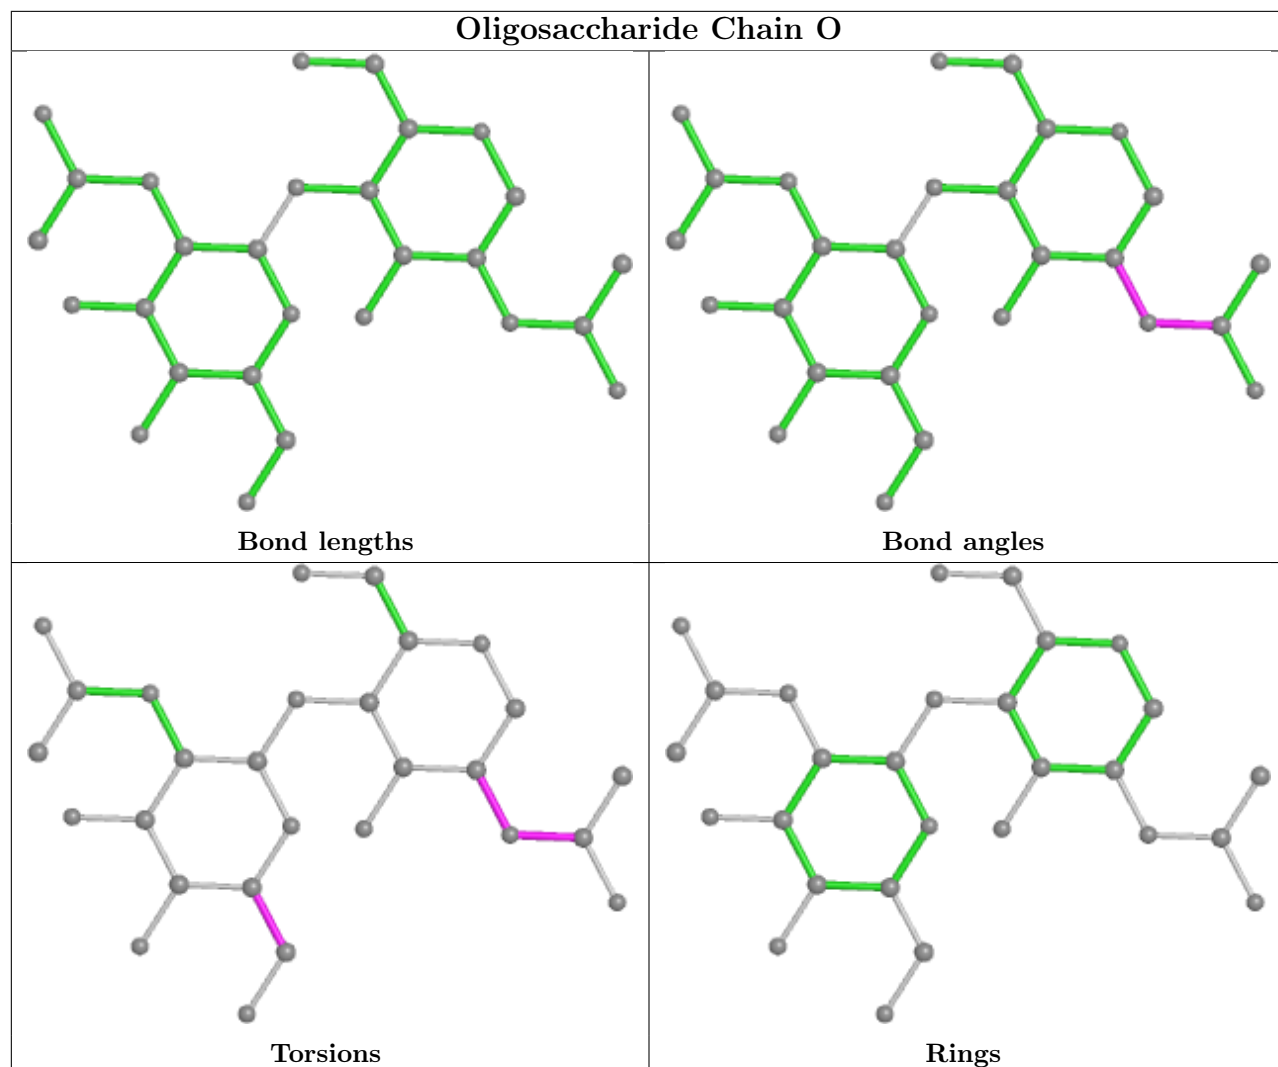 Oligosaccharide Chain O
Bond lengths
Bond angles
Torsions
Rings